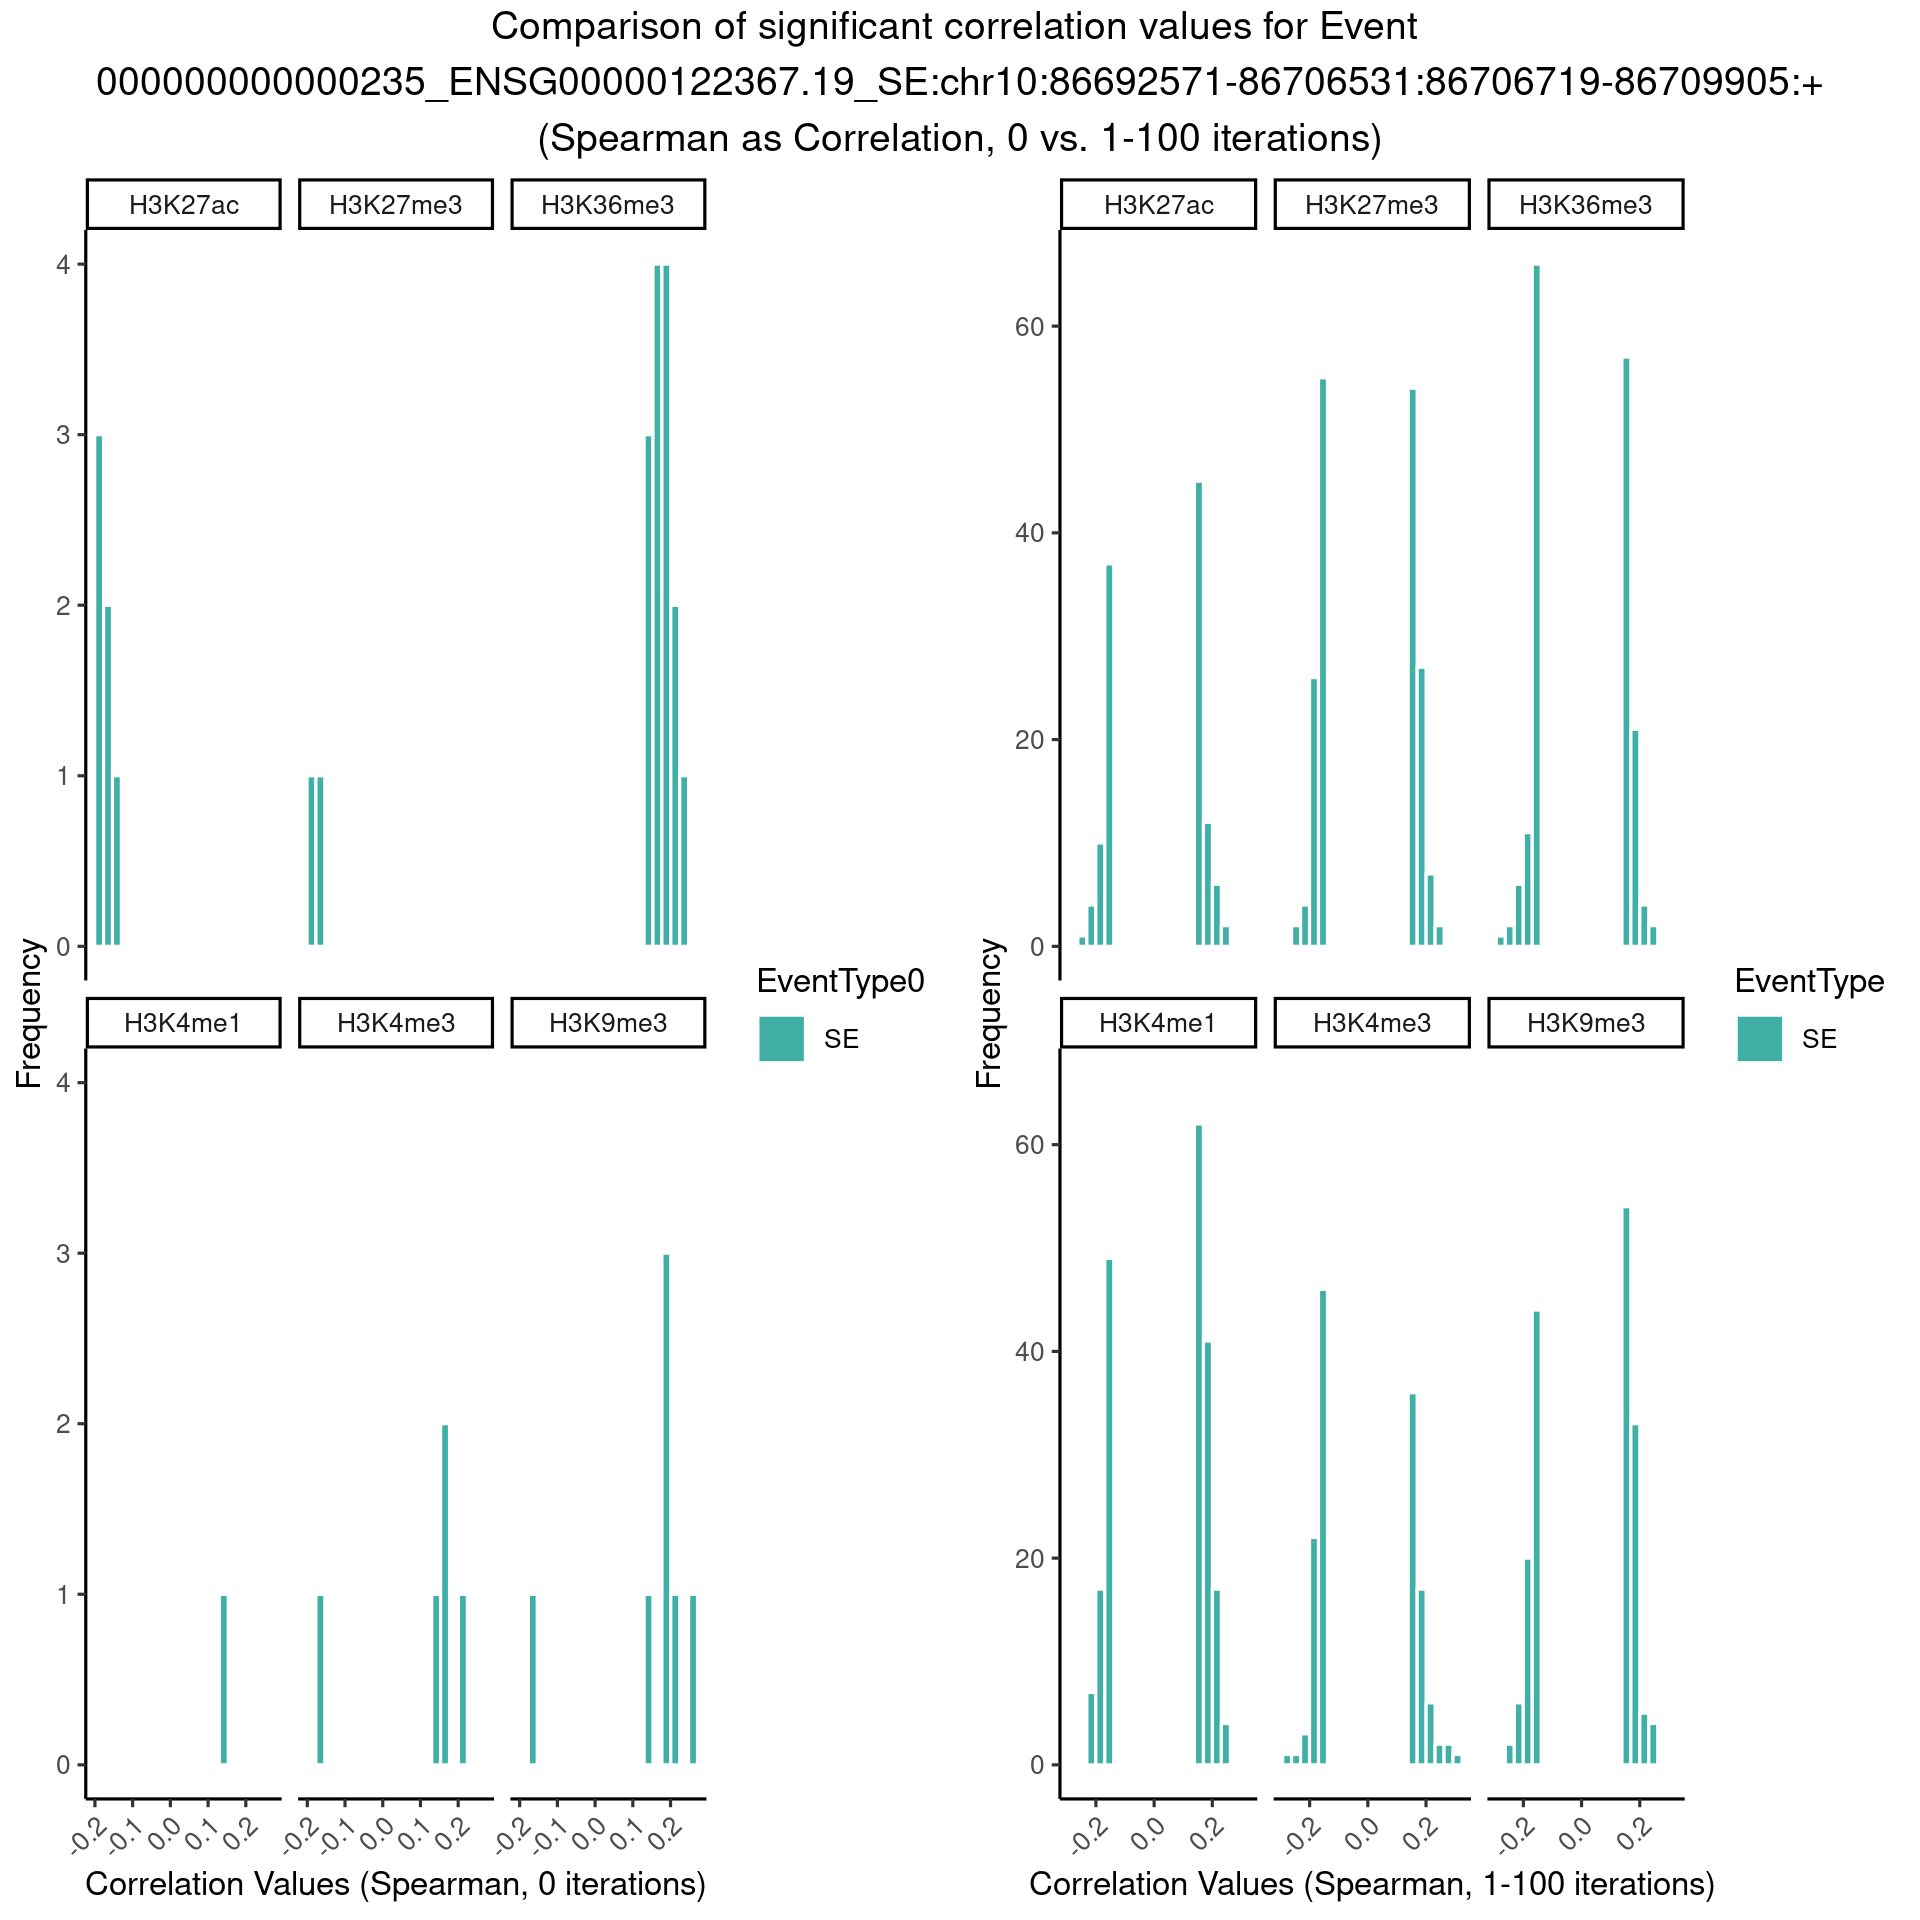 Comparison of significant correlation values for Event
000000000000235_ENSG00000122367.19_SE:chr10:86692571-86706531:86706719-86709905:+
(Spearman as Correlation, 0 vs. 1-100 iterations)
H3K27ac H3K27me3 H3K36me3
4
3
2
1
0
H3K4me1 H3K4me3 H3K9me3
4
3
2
1
0
-0.2 -0.1 0.0 0.1 0.2 -0.2 -0.1 0.0 0.1 0.2 -0.2 -0.1 0.0 0.1 0.2
Frequency
Correlation Values (Spearman, 0 iterations)
EventType0
SE
H3K27ac H3K27me3 H3K36me3
60
40
20
0
H3K4me1 H3K4me3 H3K9me3
60
40
20
0
-0.2 0.0 0.2 -0.2 0.0 0.2 -0.2 0.0 0.2
Frequency
Correlation Values (Spearman, 1-100 iterations)
EventType
SE